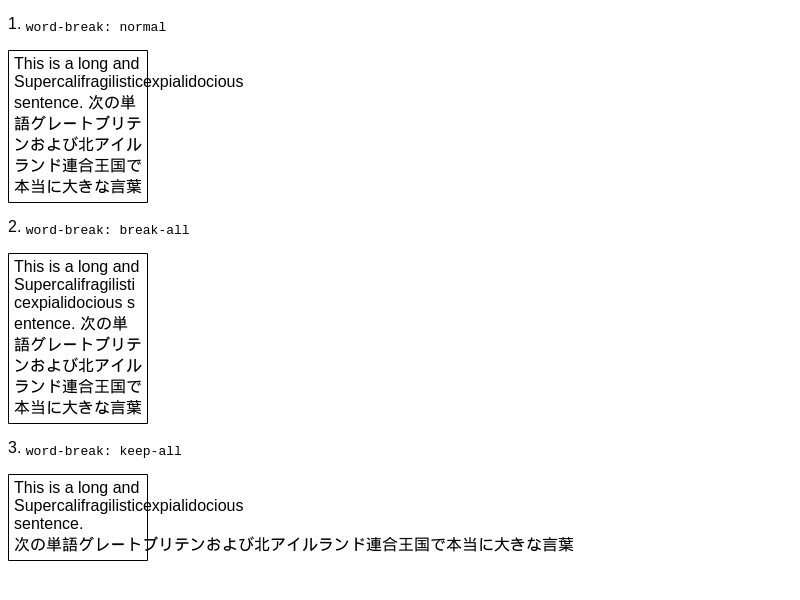 1. word-break: normal
This is a long and
Supercalifragilisticexpialidocious
sentence. 次の単
語グレートブリテ
ンおよび北アイル
ランド連合王国で
本当に大きな言葉
2. word-break: break-all
This is a long and
Supercalifragilisti
cexpialidocious s
entence. 次の単
語グレートブリテ
ンおよび北アイル
ランド連合王国で
本当に大きな言葉
3. word-break: keep-all
This is a long and
Supercalifragilisticexpialidocious
sentence.
次の単語グレートブリテンおよび北アイルランド連合王国で本当に大きな言葉